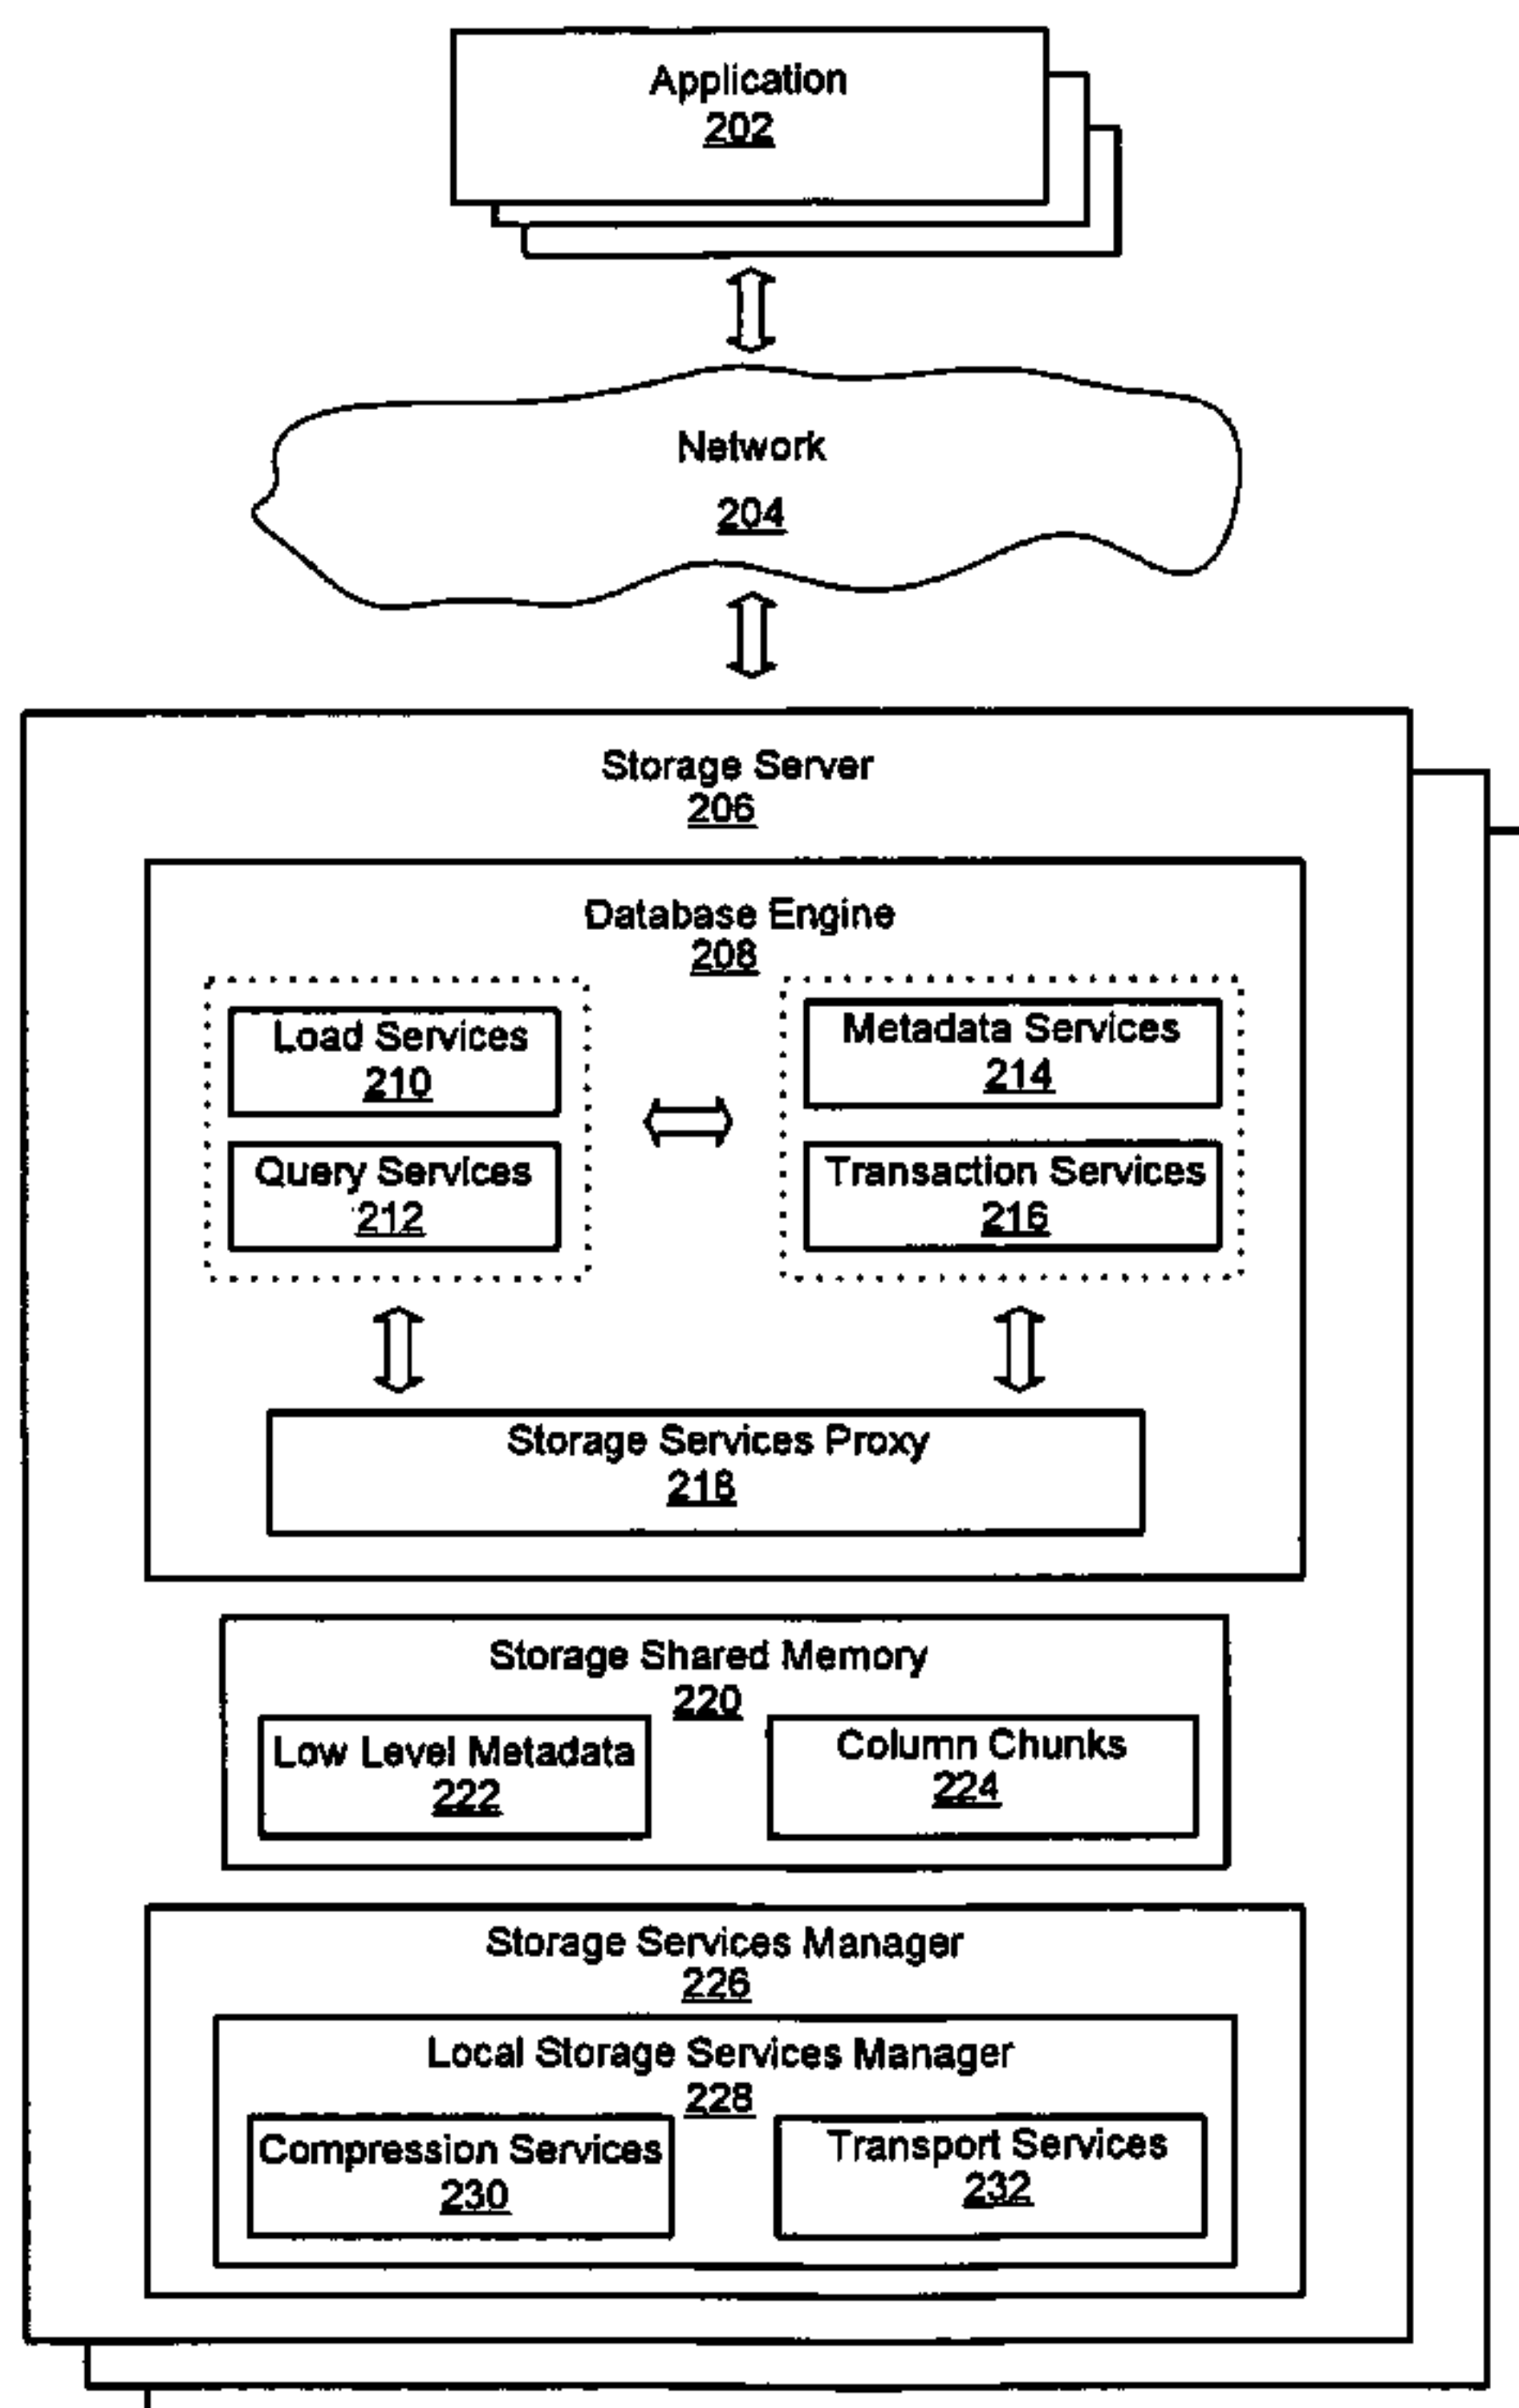 Application
202
Network
204
Storage Server
206
Database Engine
208
Load Services
210
Query Services
212
Metadata Services
214
Transaction Services
216
Storage Services Proxy
218
Storage Shared Memory
220
Low Level Metadata
222
Column Chunks
224
Storage Services Manager
226
Local Storage Services Manager
228
Compression Services
230
Transport Services
232